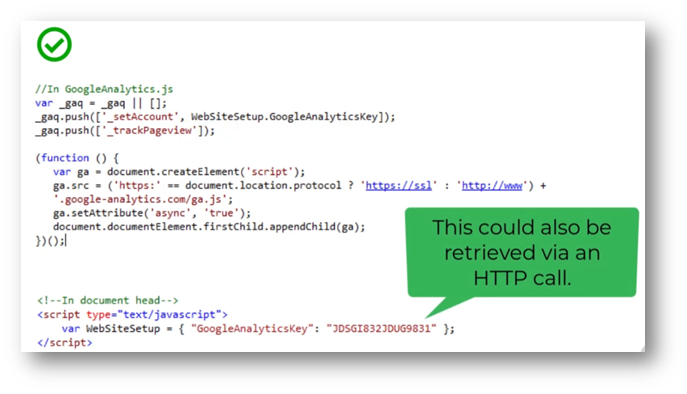 //In GoogleAnalytics.js
var _gaq = _gaq || [];
_gaq.push(['_setAccount', WebSiteSetup.GoogleAnalyticsKey]);
_gaq.push(['_trackPageview']);
(function () {
var ga = document.createElement('script');
ga.src = ('https:' == document.location.protocol ? 'https://ssl' : 'http://www') +
'.google-analytics.com/ga.js';
ga.setAttribute('async', 'true');
document.documentElement.firstChild.appendChild(ga);
})();
This could also be
retrieved via an
HTTP call.
<!--In document head-->
<script type="text/javascript">
var WebSiteSetup = { "GoogleAnalyticsKey": "JDSGI832JDUG9831" };
</script>